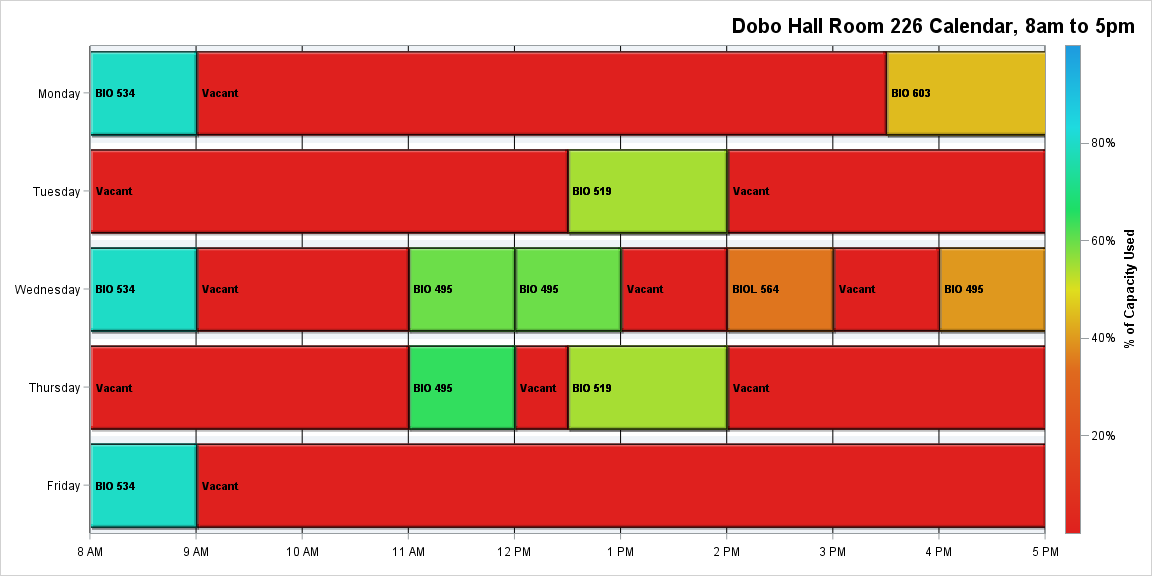 Dobo Hall Room 226 Calendar, 8am to 5pm
Monday
BIO 534
Vacant
BIO 603
Tuesday
Vacant
BIO 519
Vacant
Wednesday
BIO 534
Vacant
BIO 495
BIO 495
Vacant
BIOL 564
Vacant
BIO 495
Thursday
Vacant
BIO 495
Vacant
BIO 519
Vacant
Friday
BIO 534
Vacant
8 AM
9 AM
10 AM
11 AM
12 PM
1 PM
2 PM
3 PM
4 PM
5 PM
80%
60%
40%
20%
% of Capacity Used